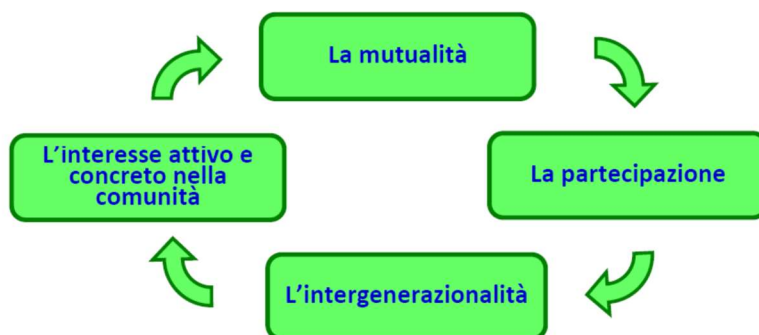 La mutualità
L'interesse attivo e
concreto nella
comunità
La partecipazione
L'intergenerazionalità